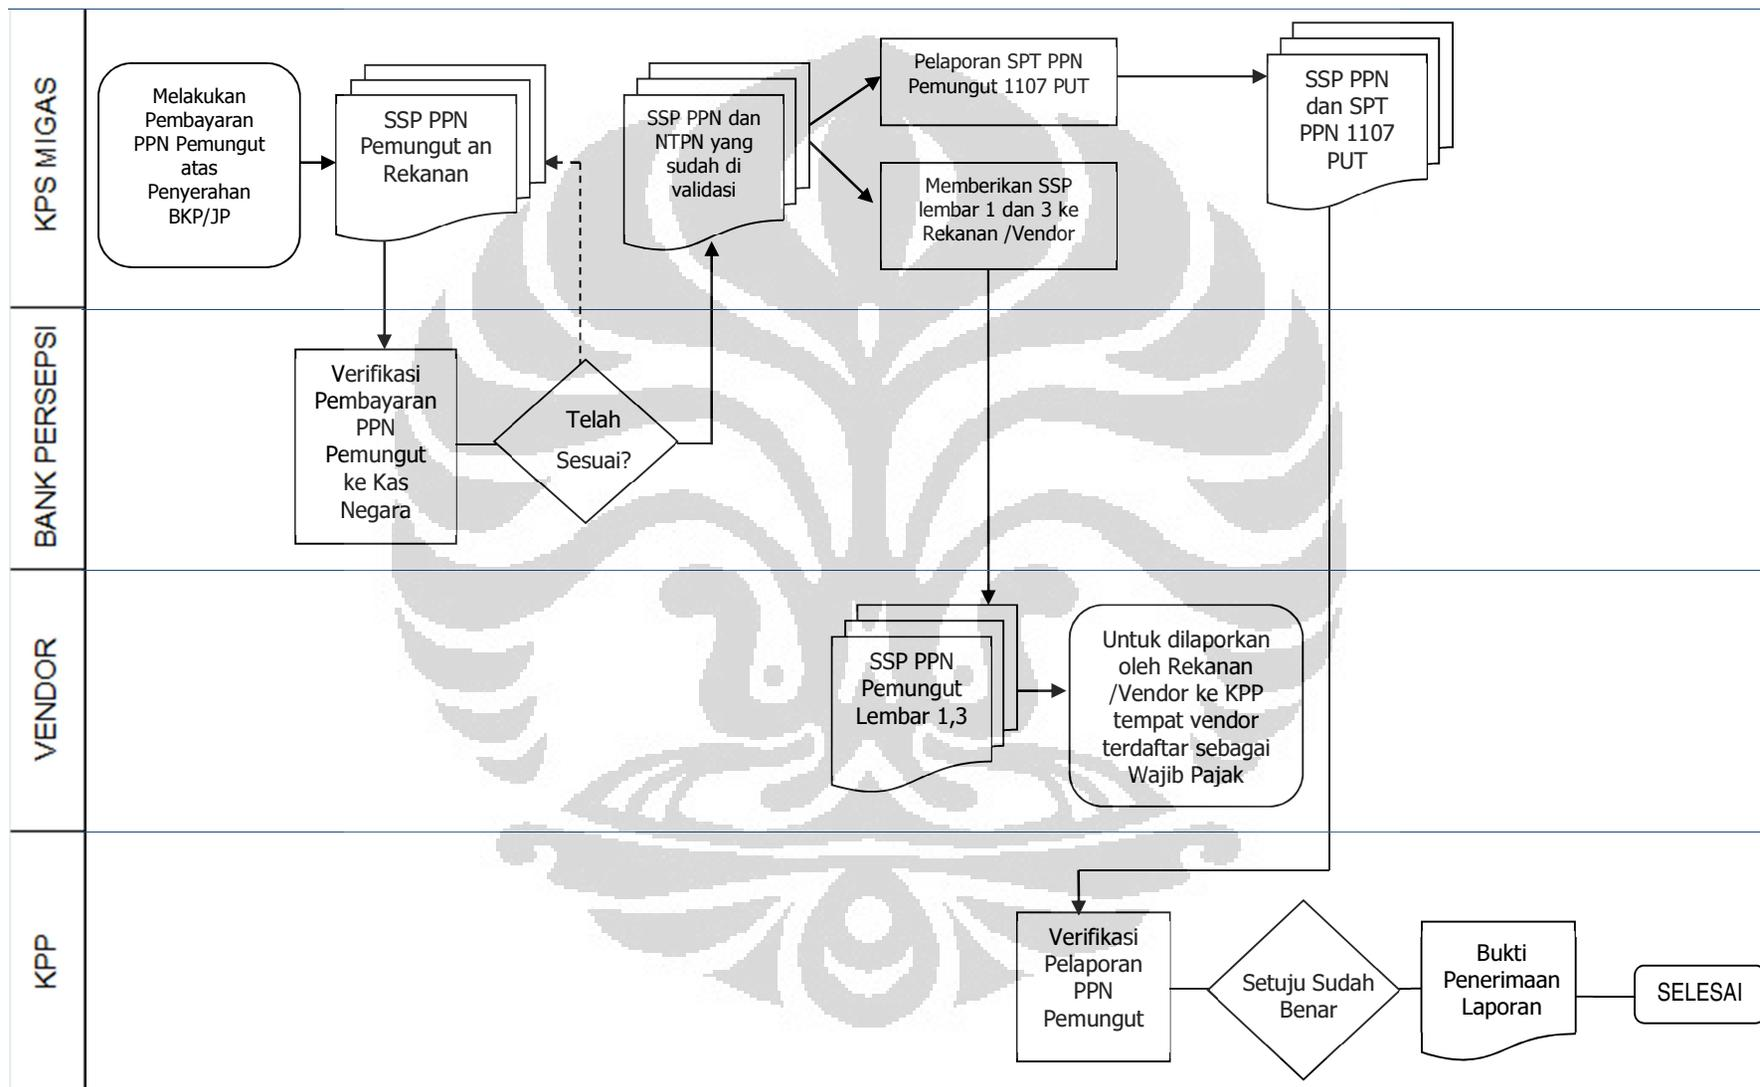 KPS MIGAS
Melakukan
Pembayaran
PPN Pemungut
atas
Penyerahan
BKP/JP
SSP PPN
Pemungut an
Rekanan
SSP PPN dan
NTPN yang
sudah di
validasi
Pelaporan SPT PPN
Pemungut 1107 PUT
Memberikan SSP
lembar 1 dan 3 ke
Rekanan /Vendor
SSP PPN
dan SPT
PPN 1107
PUT
BANK PERSEPSI
Verifikasi
Pembayaran
PPN
Pemungut
ke Kas
Negara
Telah
Sesuai?
VENDOR
SSP PPN
Pemungut
Lembar 1,3
Untuk dilaporkan
oleh Rekanan
/Vendor ke KPP
tempat vendor
terdaftar sebagai
Wajib Pajak
KPP
Verifikasi
Pelaporan
PPN
Pemungut
Setuju Sudah
Benar
Bukti
Penerimaan
Laporan
SELESAI